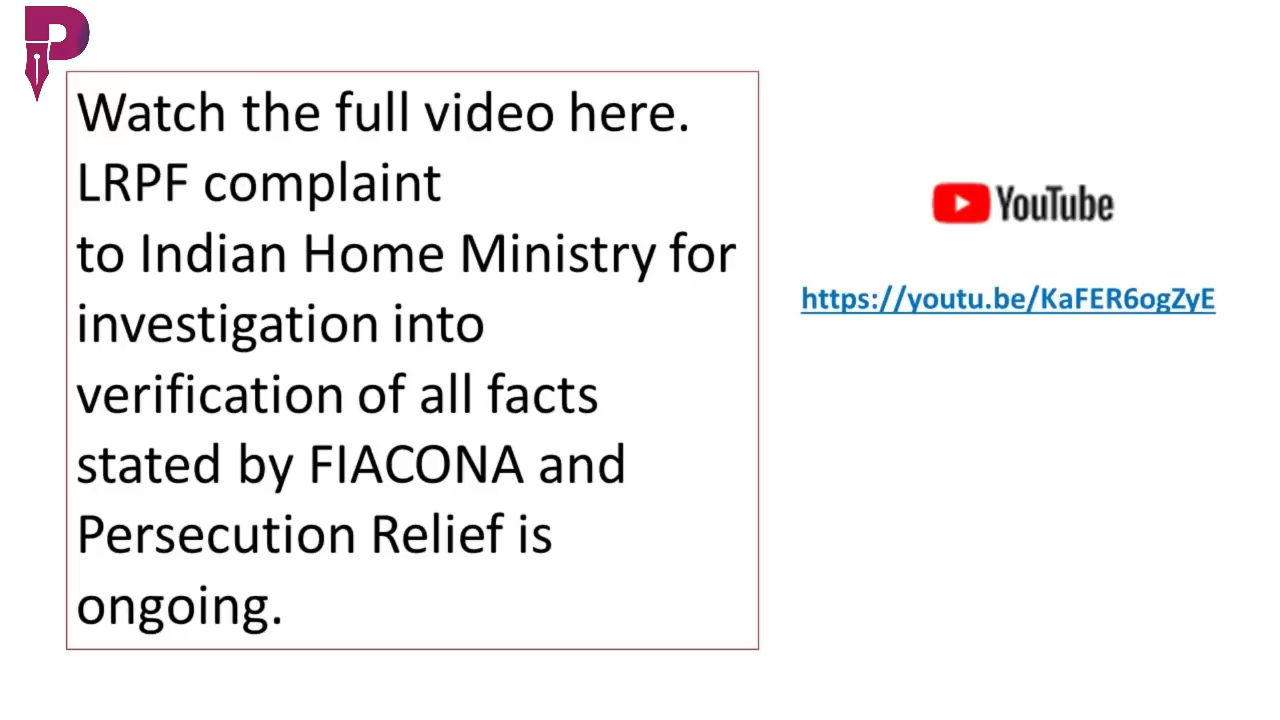 Watch the full video here.
LRPF complaint
to Indian Home Ministry for
investigation into
verification of all facts
stated by FIACONA and
Persecution Relief is
ongoing.
YouTube
https://youtu.be/KaFER6ogZyE